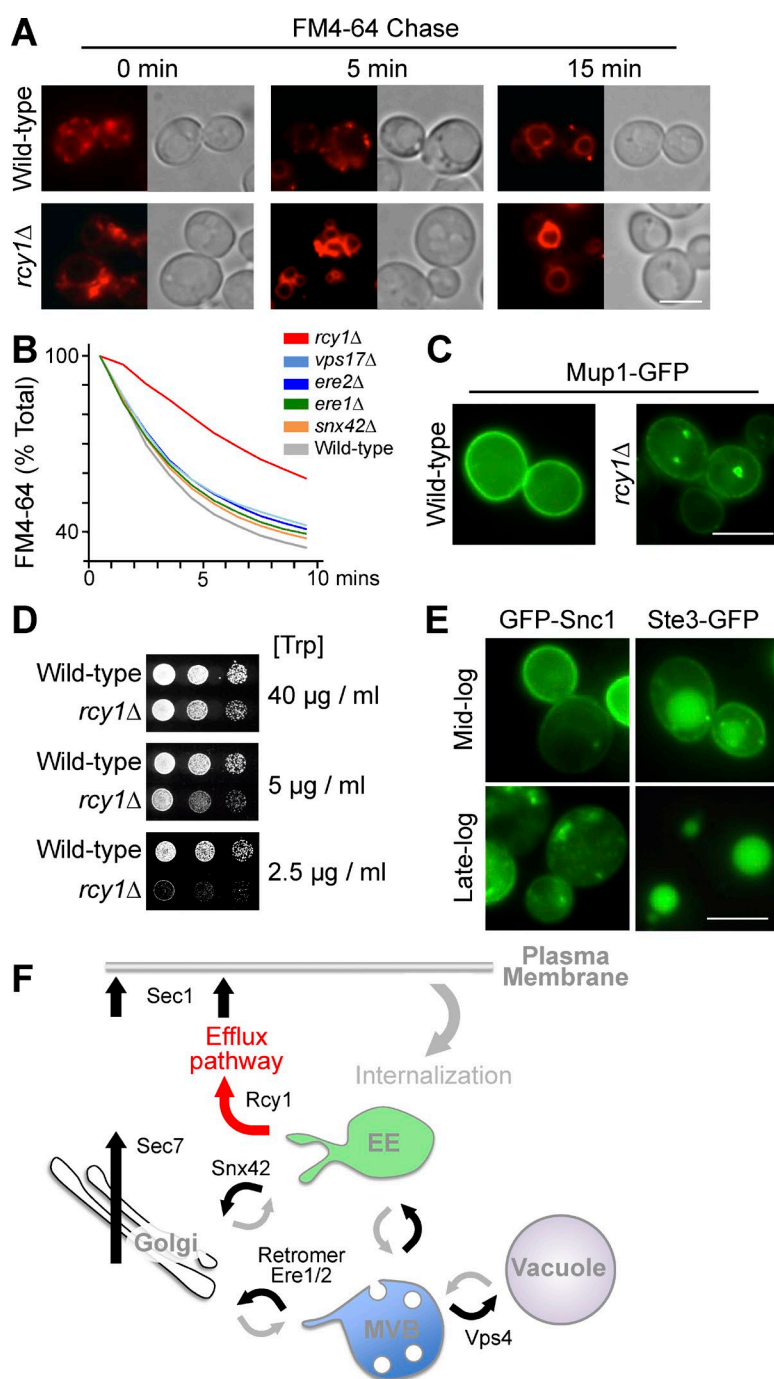 A
FM4-64 Chase
0 min
5 min
15 min
Wild-type
rcy1Δ
B
FM4-64 (% Total)
100
40
0
5
10 mins
rcy1Δ
vps17Δ
ere2Δ
ere1Δ
snx42Δ
Wild-type
C
Mup1-GFP
Wild-type
rcy1Δ
D
[Trp]
Wild-type
rcy1Δ
40 µg / ml
Wild-type
rcy1Δ
5 µg / ml
Wild-type
rcy1Δ
2.5 µg / ml
E
GFP-Snc1
Ste3-GFP
Mid-log
Late-log
F
Plasma
Membrane
Sec1
Efflux
pathway
Internalization
Rcy1
EE
Sec7
Snx42
Golgi
Retromer
Ere1/2
MVB
Vacuole
Vps4